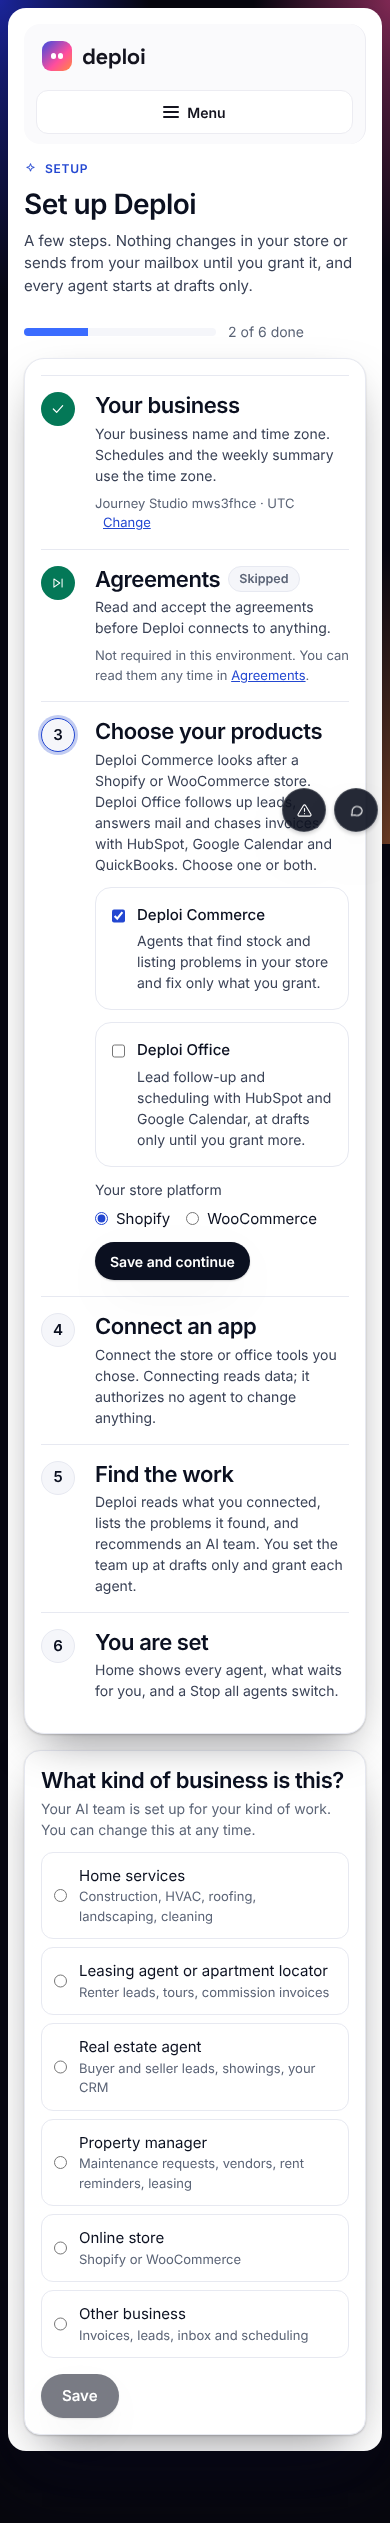 deploi
Menu
SETUP
Set up Deploi
A few steps. Nothing changes in your store or
sends from your mailbox until you grant it, and
every agent starts at drafts only.
2 of 6 done
Your business
Your business name and time zone.
Schedules and the weekly summary
use the time zone.
Journey Studio mws3fhce · UTC
Change
Agreements Skipped
Read and accept the agreements
before Deploi connects to anything.
Not required in this environment. You can
read them any time in Agreements.
3 Choose your products
Deploi Commerce looks after a
Shopify or WooCommerce store.
Deploi Office follows up leads,
answers mail and chases invoices
with HubSpot, Google Calendar and
QuickBooks. Choose one or both.
Deploi Commerce
Agents that find stock and
listing problems in your store
and fix only what you grant.
Deploi Office
Lead follow-up and
scheduling with HubSpot and
Google Calendar, at drafts
only until you grant more.
Your store platform
Shopify WooCommerce
Save and continue
4 Connect an app
Connect the store or office tools you
chose. Connecting reads data; it
authorizes no agent to change
anything.
5 Find the work
Deploi reads what you connected,
lists the problems it found, and
recommends an AI team. You set the
team up at drafts only and grant each
agent.
6 You are set
Home shows every agent, what waits
for you, and a Stop all agents switch.
What kind of business is this?
Your AI team is set up for your kind of work.
You can change this at any time.
Home services
Construction, HVAC, roofing,
landscaping, cleaning
Leasing agent or apartment locator
Renter leads, tours, commission invoices
Real estate agent
Buyer and seller leads, showings, your
CRM
Property manager
Maintenance requests, vendors, rent
reminders, leasing
Online store
Shopify or WooCommerce
Other business
Invoices, leads, inbox and scheduling
Save